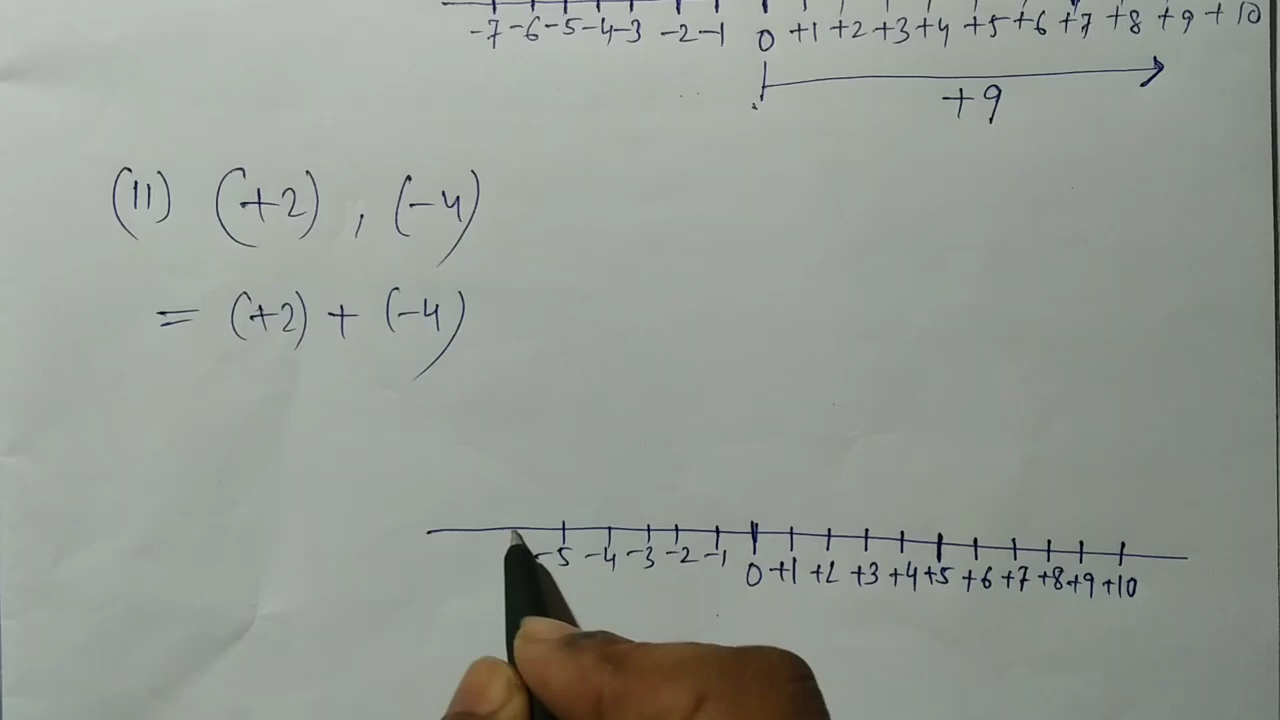 -7 -6 -5 -4 -3 -2 -1 0 +1 +2 +3 +4 +5 +6 +7 +8 +9 +10
+9
(11) (+2), (-4)
= (+2) + (-4)
-5 -4 -3 -2 -1 0 +1 +2 +3 +4 +5 +6 +7 +8 +9 +10